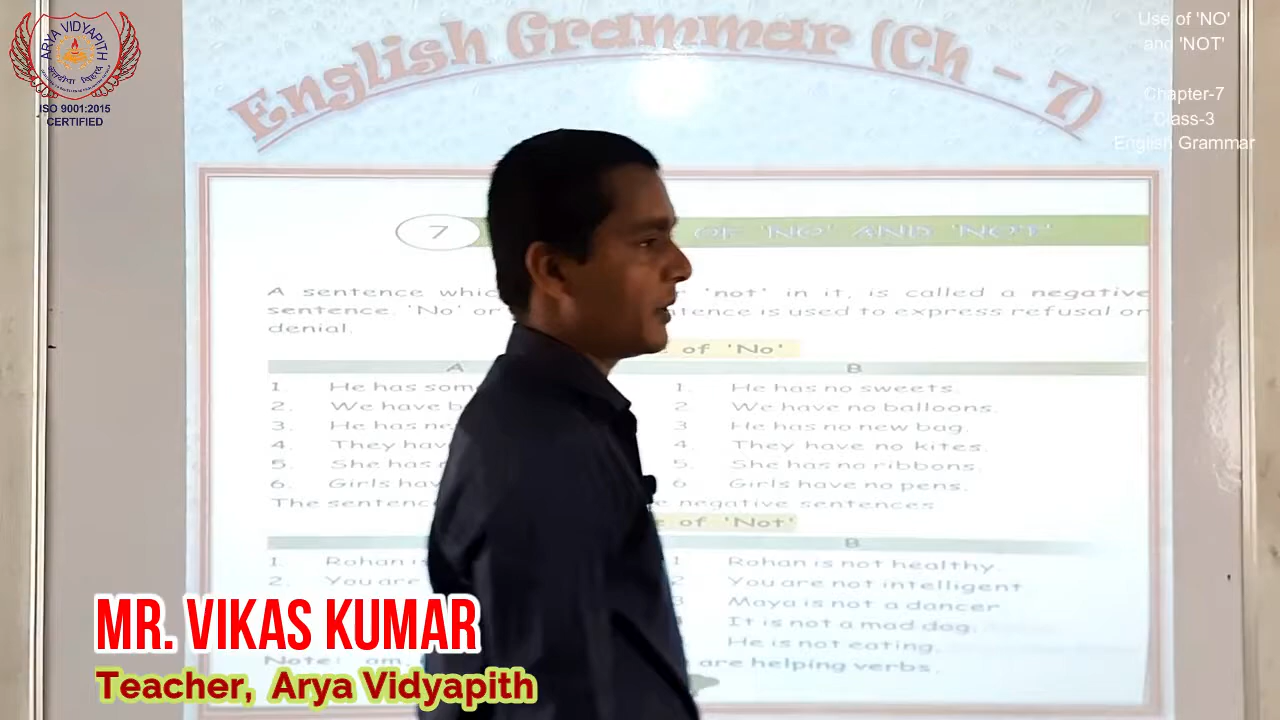 ARYA VIDYAPITH
ISO 9001:2015
CERTIFIED
English Grammar (Ch - 7)
Use of 'NO'
and 'NOT'
Chapter-7
Class-3
English Grammar
7 OF 'NO' AND 'NOT'
A sentence 'not' in it, is called a negative
sentence. 'No' or is used to express refusal or
denial.
of 'No'
A B
1. He has 1. He has no sweets.
2. We have 2. We have no balloons.
3. He has 3. He has no new bag.
4. They 4. They have no kites.
5. She has 5. She has no ribbons.
6. Girls 6 Girls have no pens.
The negative sentences
of 'Not'
B
1. Rohan 1 Rohan is not healthy.
2. You are 2 You are not intelligent
3 Maya is not a dancer
It is not a mad dog.
He is not eating.
Note: am, are helping verbs.
MR. VIKAS KUMAR
Teacher, Arya Vidyapith